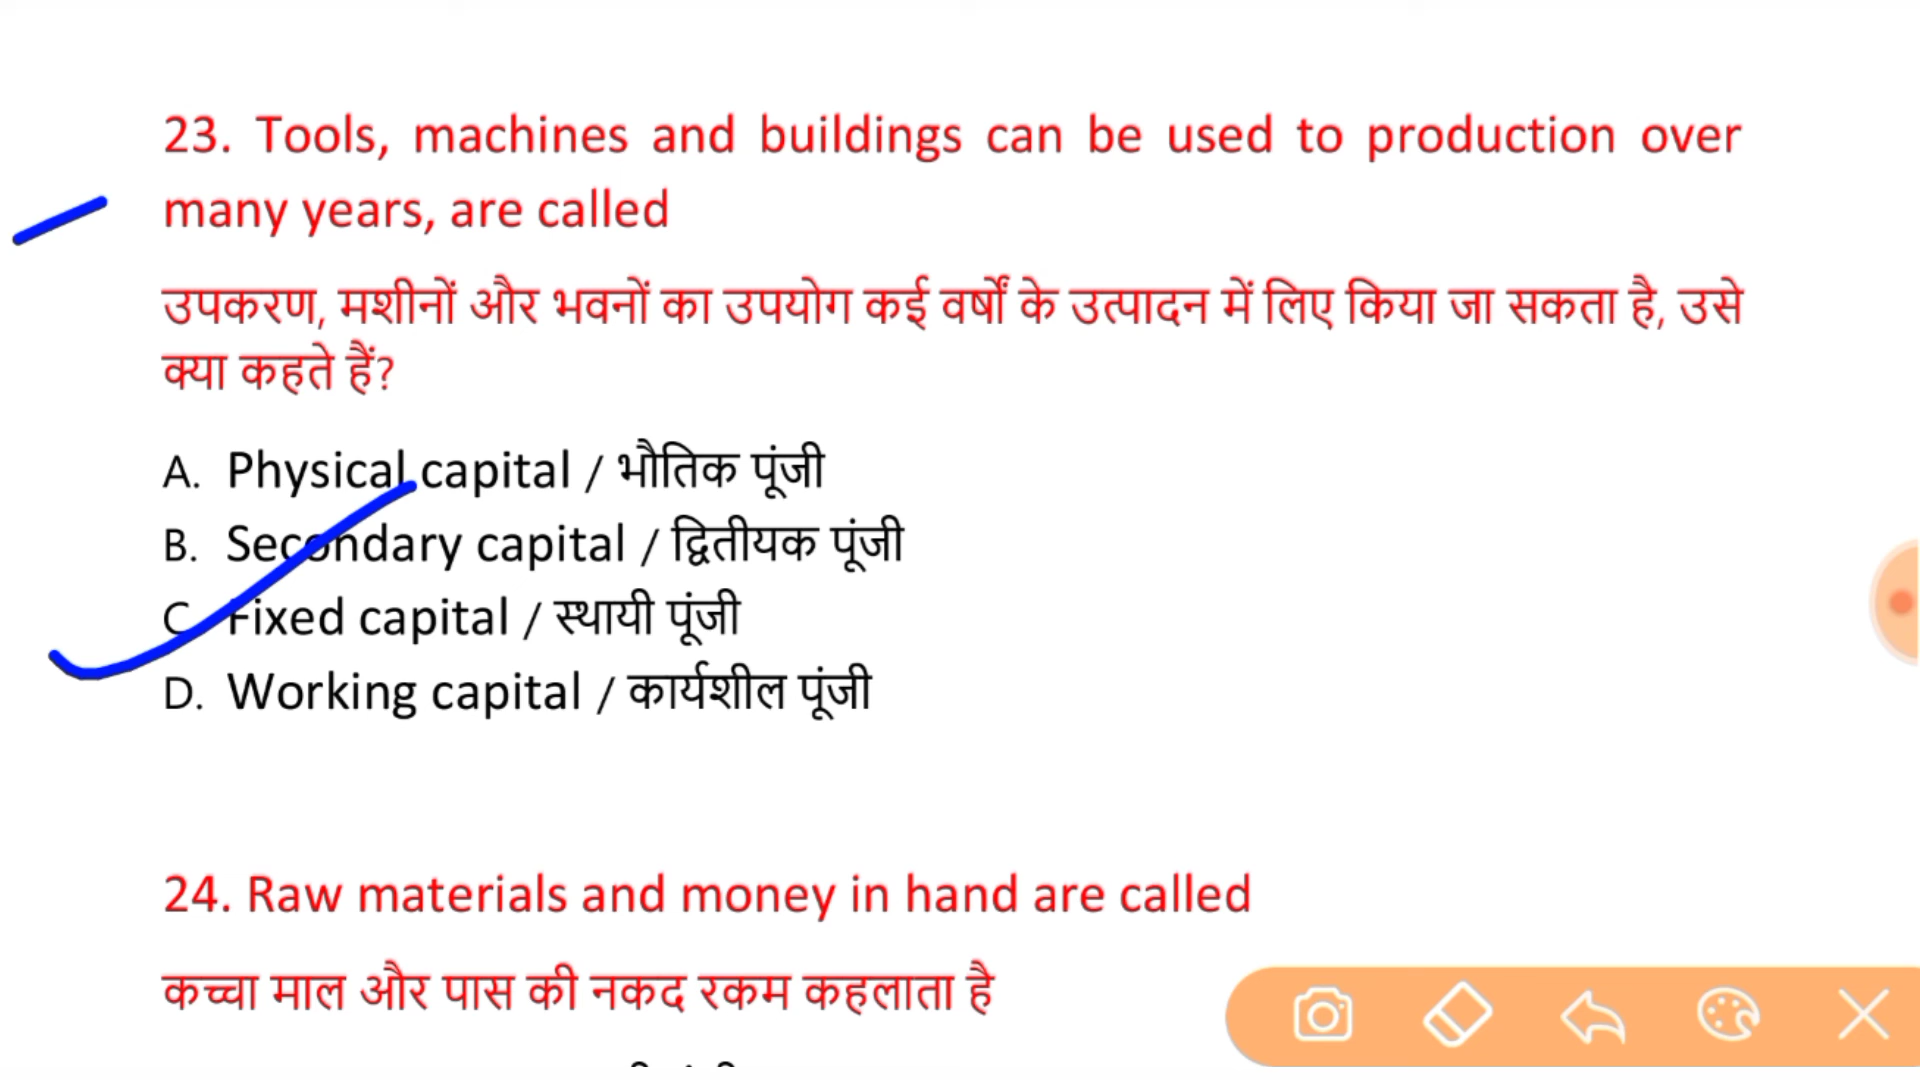 23. Tools, machines and buildings can be used to production over
many years, are called
उपकरण, मशीनों और भवनों का उपयोग कई वर्षों के उत्पादन में लिए किया जा सकता है, उसे
क्या कहते हैं?
A. Physical capital / भौतिक पूंजी
B. Secondary capital / द्वितीयक पूंजी
C Fixed capital / स्थायी पूंजी
D. Working capital / कार्यशील पूंजी
24. Raw materials and money in hand are called
कच्चा माल और पास की नकद रकम कहलाता है